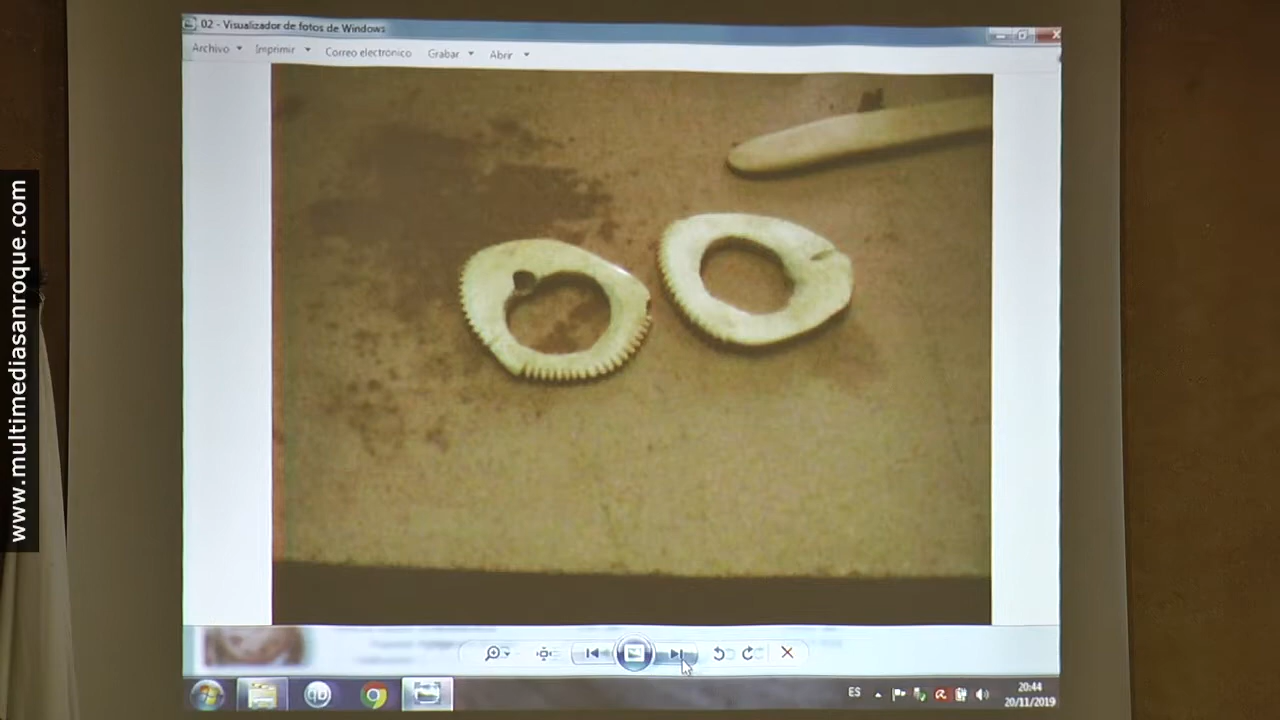 02 - Visualizador de fotos de Windows
Archivo Imprimir Correo electrónico Grabar Abrir
www.multimediasanroque.com
ES
20:44
20/11/2019